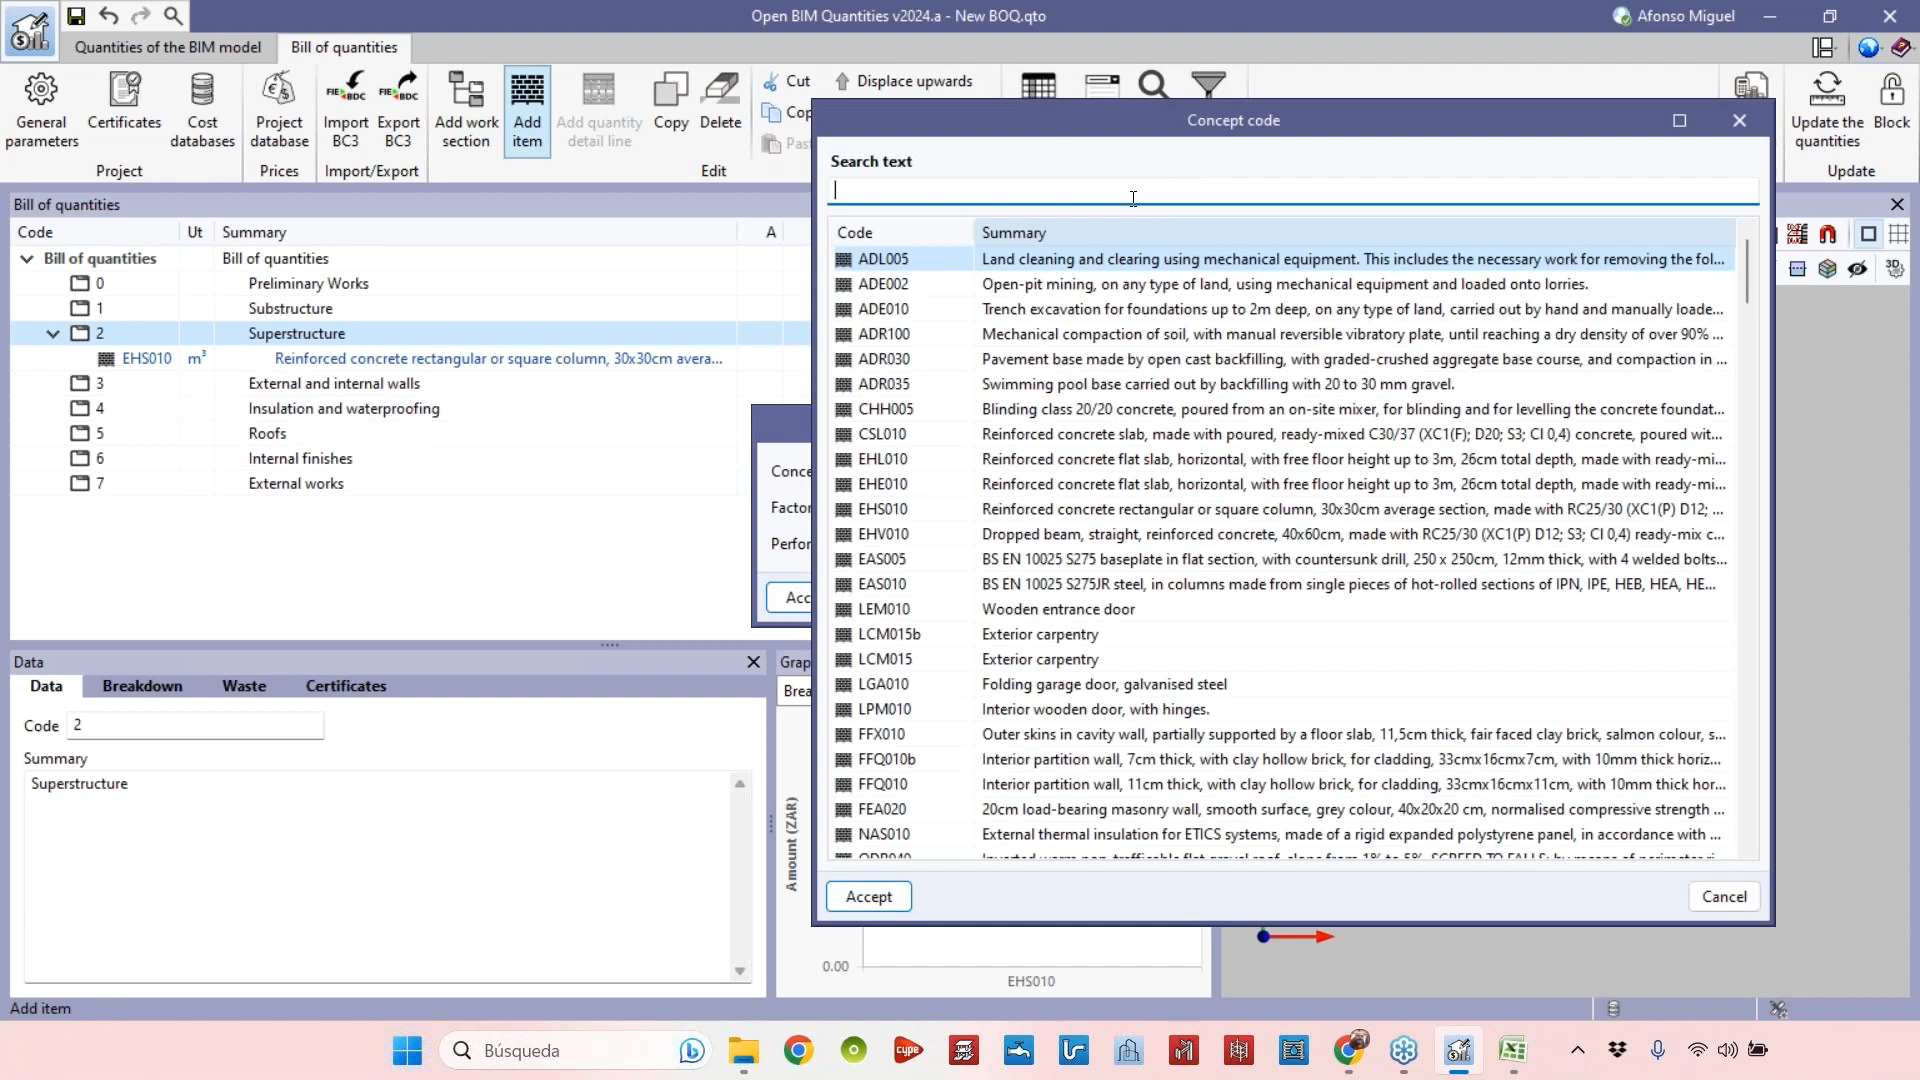 Open BIM Quantities v2024.a - New BOQ.qto
Afonso Miguel
Quantities of the BIM model
Bill of quantities
General parameters
Certificates
Cost databases
Project
Project database
Prices
FIE-BDC
Import BC3
FIE-BDC
Export BC3
Import/Export
Add work section
Add item
Add quantity detail line
Copy
Delete
Cut
Displace upwards
Edit
Update the quantities
Block
Update
Bill of quantities
Code Ut Summary A
Bill of quantities Bill of quantities
0 Preliminary Works
1 Substructure
2 Superstructure
EHS010 m³ Reinforced concrete rectangular or square column, 30x30cm avera...
3 External and internal walls
4 Insulation and waterproofing
5 Roofs
6 Internal finishes
7 External works
Concept code
Search text
Code Summary
ADL005 Land cleaning and clearing using mechanical equipment. This includes the necessary work for removing the fol...
ADE002 Open-pit mining, on any type of land, using mechanical equipment and loaded onto lorries.
ADE010 Trench excavation for foundations up to 2m deep, on any type of land, carried out by hand and manually loade...
ADR100 Mechanical compaction of soil, with manual reversible vibratory plate, until reaching a dry density of over 90% ...
ADR030 Pavement base made by open cast backfilling, with graded-crushed aggregate base course, and compaction in ...
ADR035 Swimming pool base carried out by backfilling with 20 to 30 mm gravel.
CHH005 Blinding class 20/20 concrete, poured from an on-site mixer, for blinding and for levelling the concrete foundat...
CSL010 Reinforced concrete slab, made with poured, ready-mixed C30/37 (XC1(F); D20; S3; Cl 0,4) concrete, poured wit...
EHL010 Reinforced concrete flat slab, horizontal, with free floor height up to 3m, 26cm total depth, made with ready-mi...
EHE010 Reinforced concrete flat slab, horizontal, with free floor height up to 3m, 26cm total depth, made with ready-mi...
EHS010 Reinforced concrete rectangular or square column, 30x30cm average section, made with RC25/30 (XC1(P) D12; ...
EHV010 Dropped beam, straight, reinforced concrete, 40x60cm, made with RC25/30 (XC1(P) D12; S3; Cl 0,4) ready-mix c...
EAS005 BS EN 10025 S275 baseplate in flat section, with countersunk drill, 250 x 250cm, 12mm thick, with 4 welded bolts...
EAS010 BS EN 10025 S275JR steel, in columns made from single pieces of hot-rolled sections of IPN, IPE, HEB, HEA, HE...
LEM010 Wooden entrance door
LCM015b Exterior carpentry
LCM015 Exterior carpentry
LGA010 Folding garage door, galvanised steel
LPM010 Interior wooden door, with hinges.
FFX010 Outer skins in cavity wall, partially supported by a floor slab, 11,5cm thick, fair faced clay brick, salmon colour, s...
FFQ010b Interior partition wall, 7cm thick, with clay hollow brick, for cladding, 33cmx16cmx7cm, with 10mm thick horiz...
FFQ010 Interior partition wall, 11cm thick, with clay hollow brick, for cladding, 33cmx16cmx11cm, with 10mm thick hor...
FEA020 20cm load-bearing masonry wall, smooth surface, grey colour, 40x20x20 cm, normalised compressive strength ...
NAS010 External thermal insulation for ETICS systems, made of a rigid expanded polystyrene panel, in accordance with ...
Accept
Cancel
Data
Data Breakdown Waste Certificates
Code 2
Summary
Superstructure
Amount (ZAR)
0.00
EHS010
3D
Add item
Búsqueda
cype